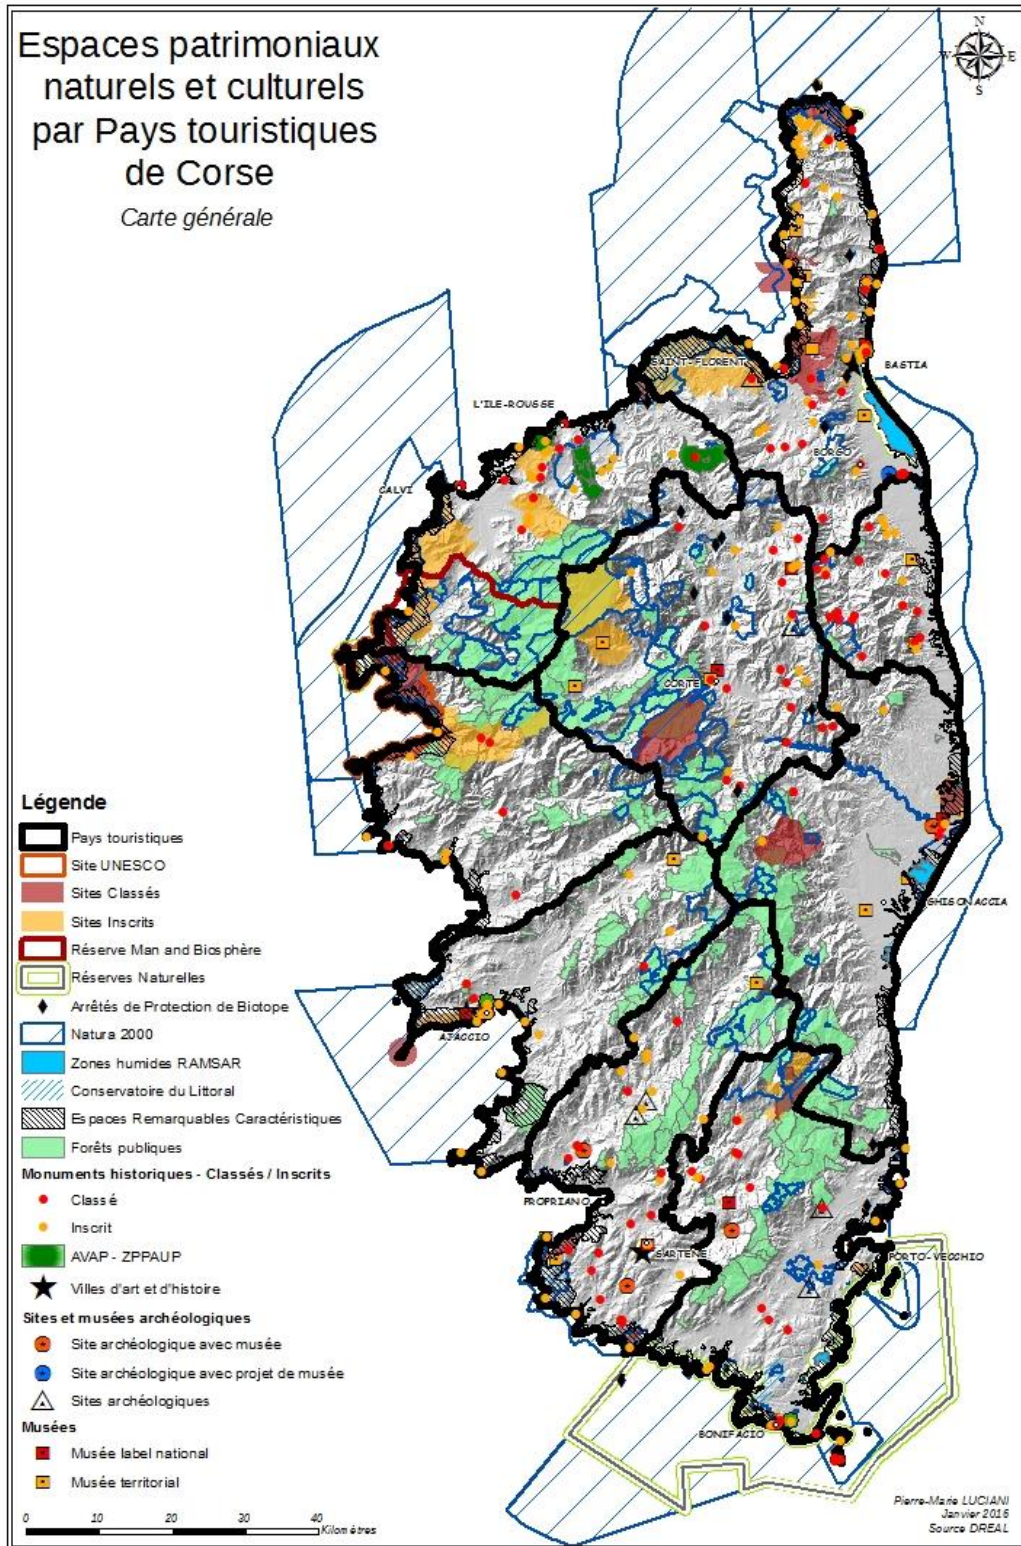 Espaces patrimoniaux
naturels et culturels
par Pays touristiques
de Corse
Carte générale
N
W
E
S
SAINT-FLORENT
BASTIA
L'ILE-ROUSSE
BORGO
CALVI
CORTE
GHISONACCIA
AJACCIO
PROPRIANO
SARTENE
PORTO-VECCHIO
BONIFACIO
Légende
Pays touristiques
Site UNESCO
Sites Classés
Sites Inscrits
Réserve Man and Biosphère
Réserves Naturelles
Arrêtés de Protection de Biotope
Natura 2000
Zones humides RAMSAR
Conservatoire du Littoral
Espaces Remarquables Caractéristiques
Forêts publiques
Monuments historiques - Classés / Inscrits
Classé
Inscrit
AVAP - ZPPAUP
Villes d'art et d'histoire
Sites et musées archéologiques
Site archéologique avec musée
Site archéologique avec projet de musée
Sites archéologiques
Musées
Musée label national
Musée territorial
0 10 20 30 40
Kilomètres
Pierre-Marie LUCIANI
Janvier 2016
Source DREAL